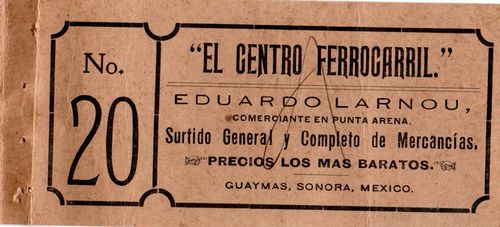 No.
20
"EL CENTRO FERROCARRIL."
EDUARDO LARNOU,
COMERCIANTE EN PUNTA ARENA.
Surtido General y Completo de Mercancías.
PRECIOS LOS MAS BARATOS.
GUAYMAS, SONORA, MEXICO.